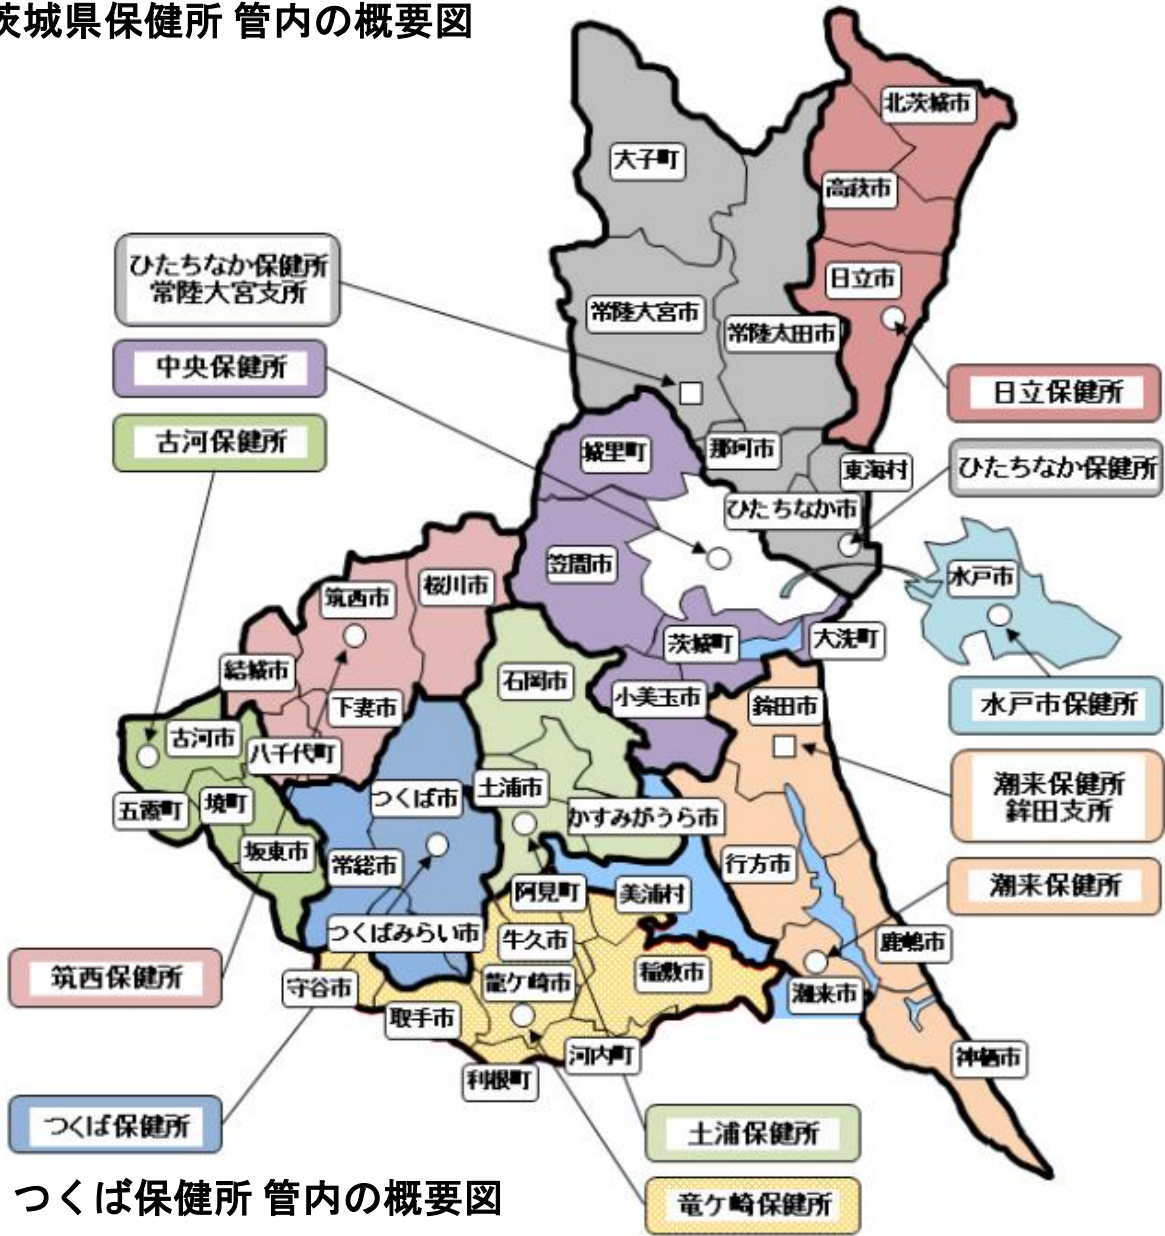 茨城県保健所 管内の概要図
北茨城市
大子町
高萩市
ひたちなか保健所
常陸大宮支所
日立市
常陸大宮市
常陸太田市
中央保健所
日立保健所
古河保健所
城里町
那珂市
東海村
ひたちなか保健所
ひたちなか市
笠間市
水戸市
桜川市
筑西市
茨城町
大洗町
結城市
石岡市
小美玉市
鉾田市
水戸市保健所
下妻市
古河市
八千代町
潮来保健所
鉾田支所
五霞町
境町
つくば市
土浦市
かすみがうら市
坂東市
常総市
行方市
潮来保健所
阿見町
美浦村
つくばみらい市
牛久市
鹿嶋市
筑西保健所
守谷市
龍ケ崎市
稲敷市
潮来市
取手市
河内町
神栖市
利根町
つくば保健所
土浦保健所
つくば保健所 管内の概要図
竜ケ崎保健所